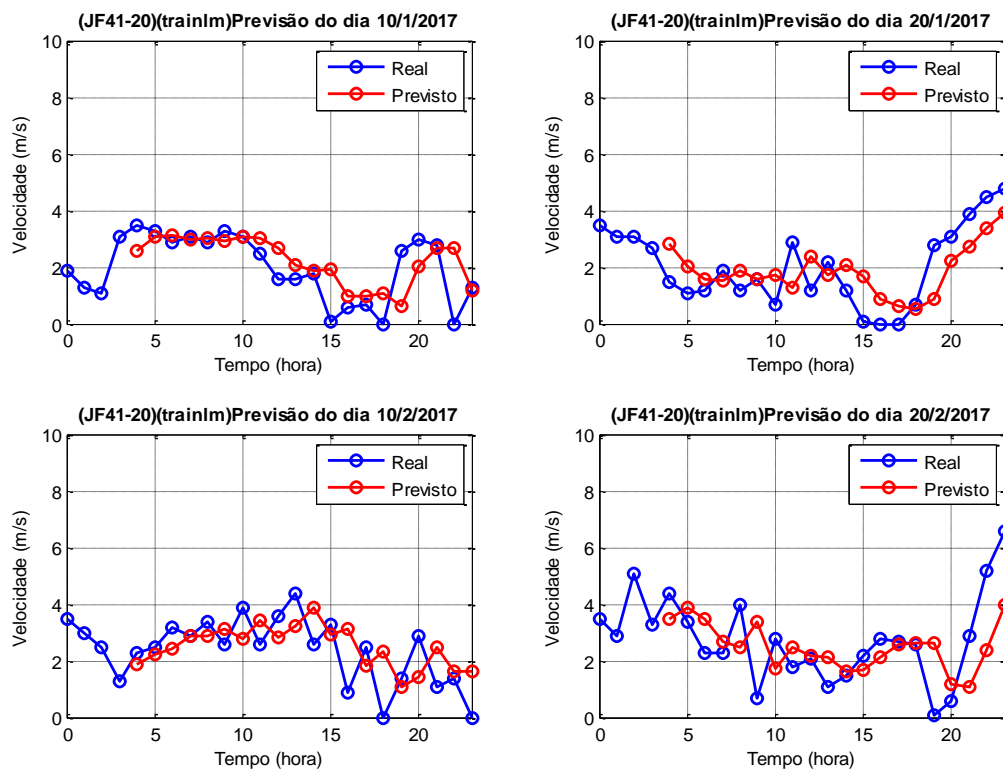 (JF41-20)(trainlm)Previsão do dia 10/1/2017
10
8
6
4
2
0
0 5 10 15 20
Velocidade (m/s)
Tempo (hora)
Real
Previsto
(JF41-20)(trainlm)Previsão do dia 20/1/2017
10
8
6
4
2
0
0 5 10 15 20
Velocidade (m/s)
Tempo (hora)
Real
Previsto
(JF41-20)(trainlm)Previsão do dia 10/2/2017
10
8
6
4
2
0
0 5 10 15 20
Velocidade (m/s)
Tempo (hora)
Real
Previsto
(JF41-20)(trainlm)Previsão do dia 20/2/2017
10
8
6
4
2
0
0 5 10 15 20
Velocidade (m/s)
Tempo (hora)
Real
Previsto